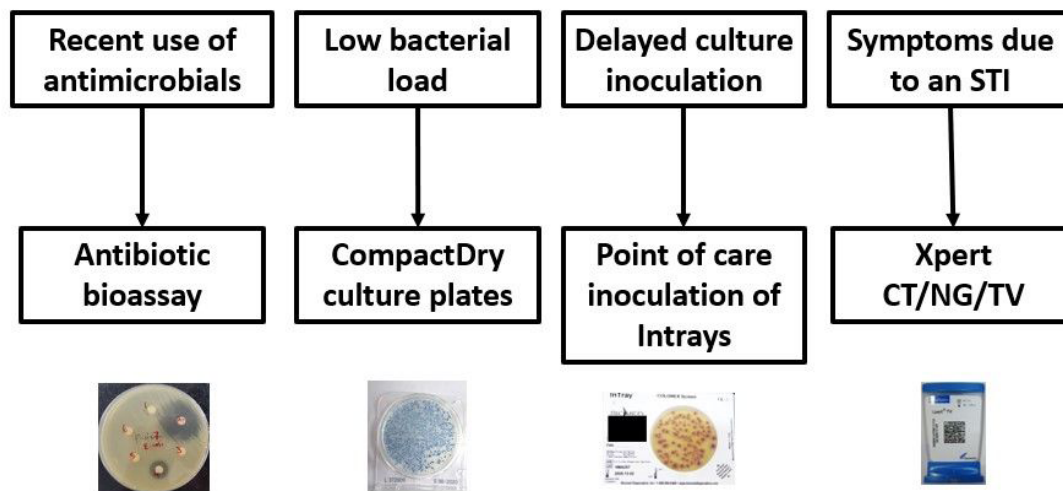 Recent use of
antimicrobials
Low bacterial
load
Delayed culture
inoculation
Symptoms due
to an STI
Antibiotic
bioassay
CompactDry
culture plates
Point of care
inoculation of
Intrays
Xpert
CT/NG/TV
InTray